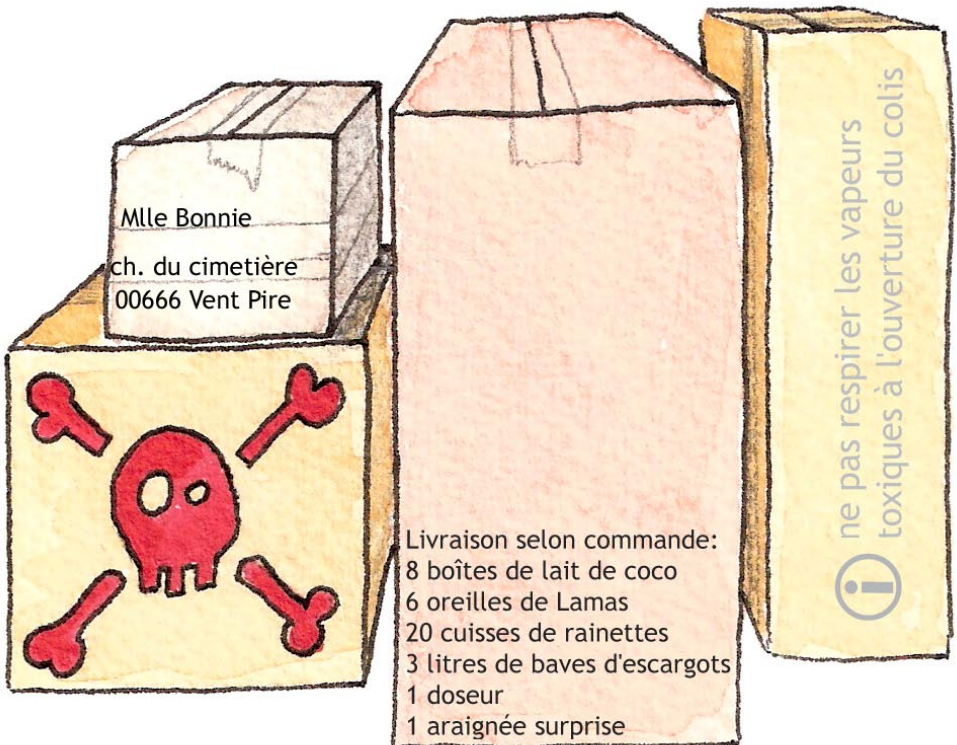 Mlle Bonnie
ch. du cimetière
00666 Vent Pire
Livraison selon commande:
8 boîtes de lait de coco
6 oreilles de Lamas
20 cuisses de rainettes
3 litres de baves d'escargots
1 doseur
1 araignée surprise
ne pas respirer les vapeurs
toxiques à l'ouverture du colis